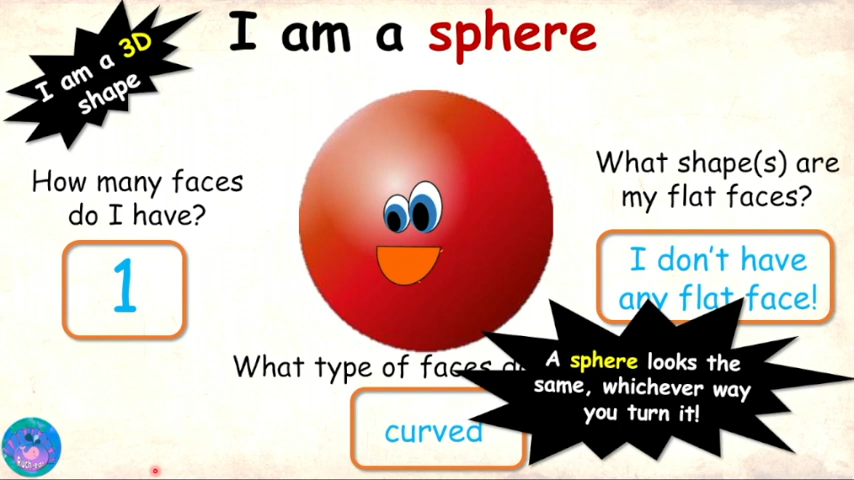 I am a sphere
I am a 3D
shape
How many faces
do I have?
1
What shape(s) are
my flat faces?
I don't have
any flat face!
What type of faces
curved
A sphere looks the
same, whichever way
you turn it!